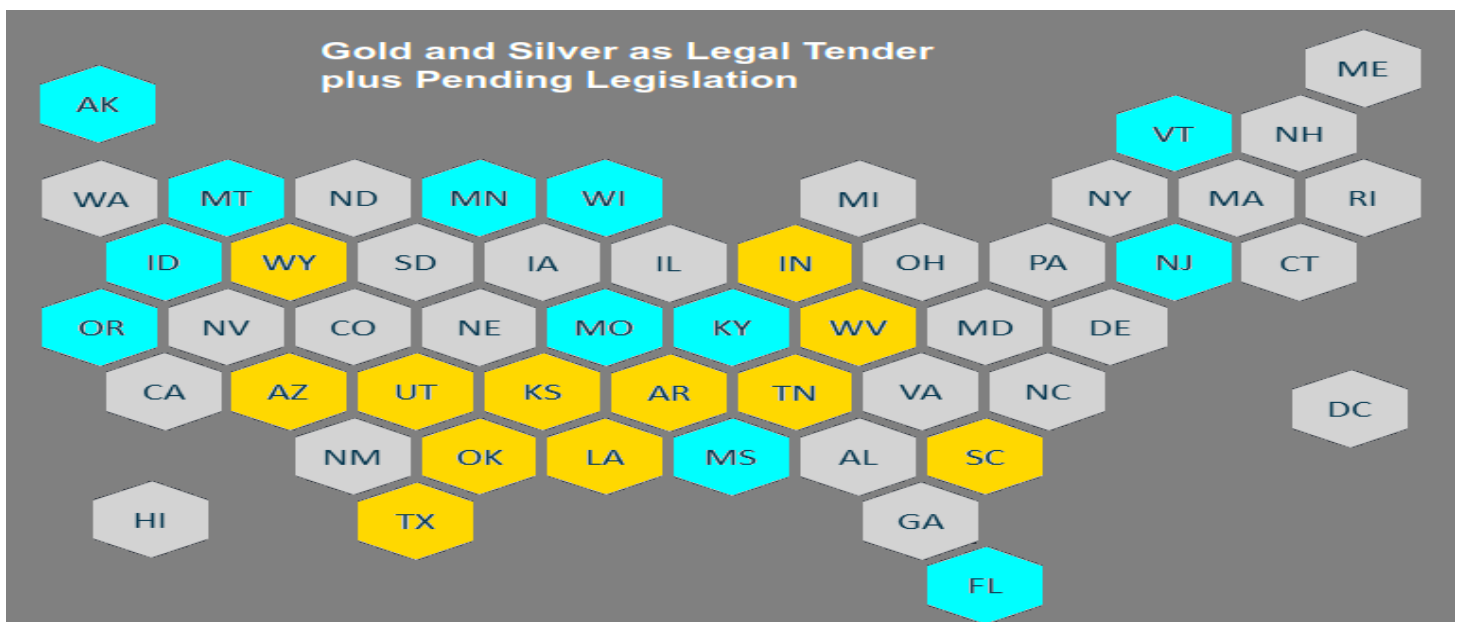 Gold and Silver as Legal Tender
plus Pending Legislation
ME
AK
VT NH
WA MT ND MN WI MI NY MA RI
ID WY SD IA IL IN OH PA NJ CT
OR NV CO NE MO KY WV MD DE
CA AZ UT KS AR TN VA NC
DC
NM OK LA MS AL SC
HI TX GA
FL